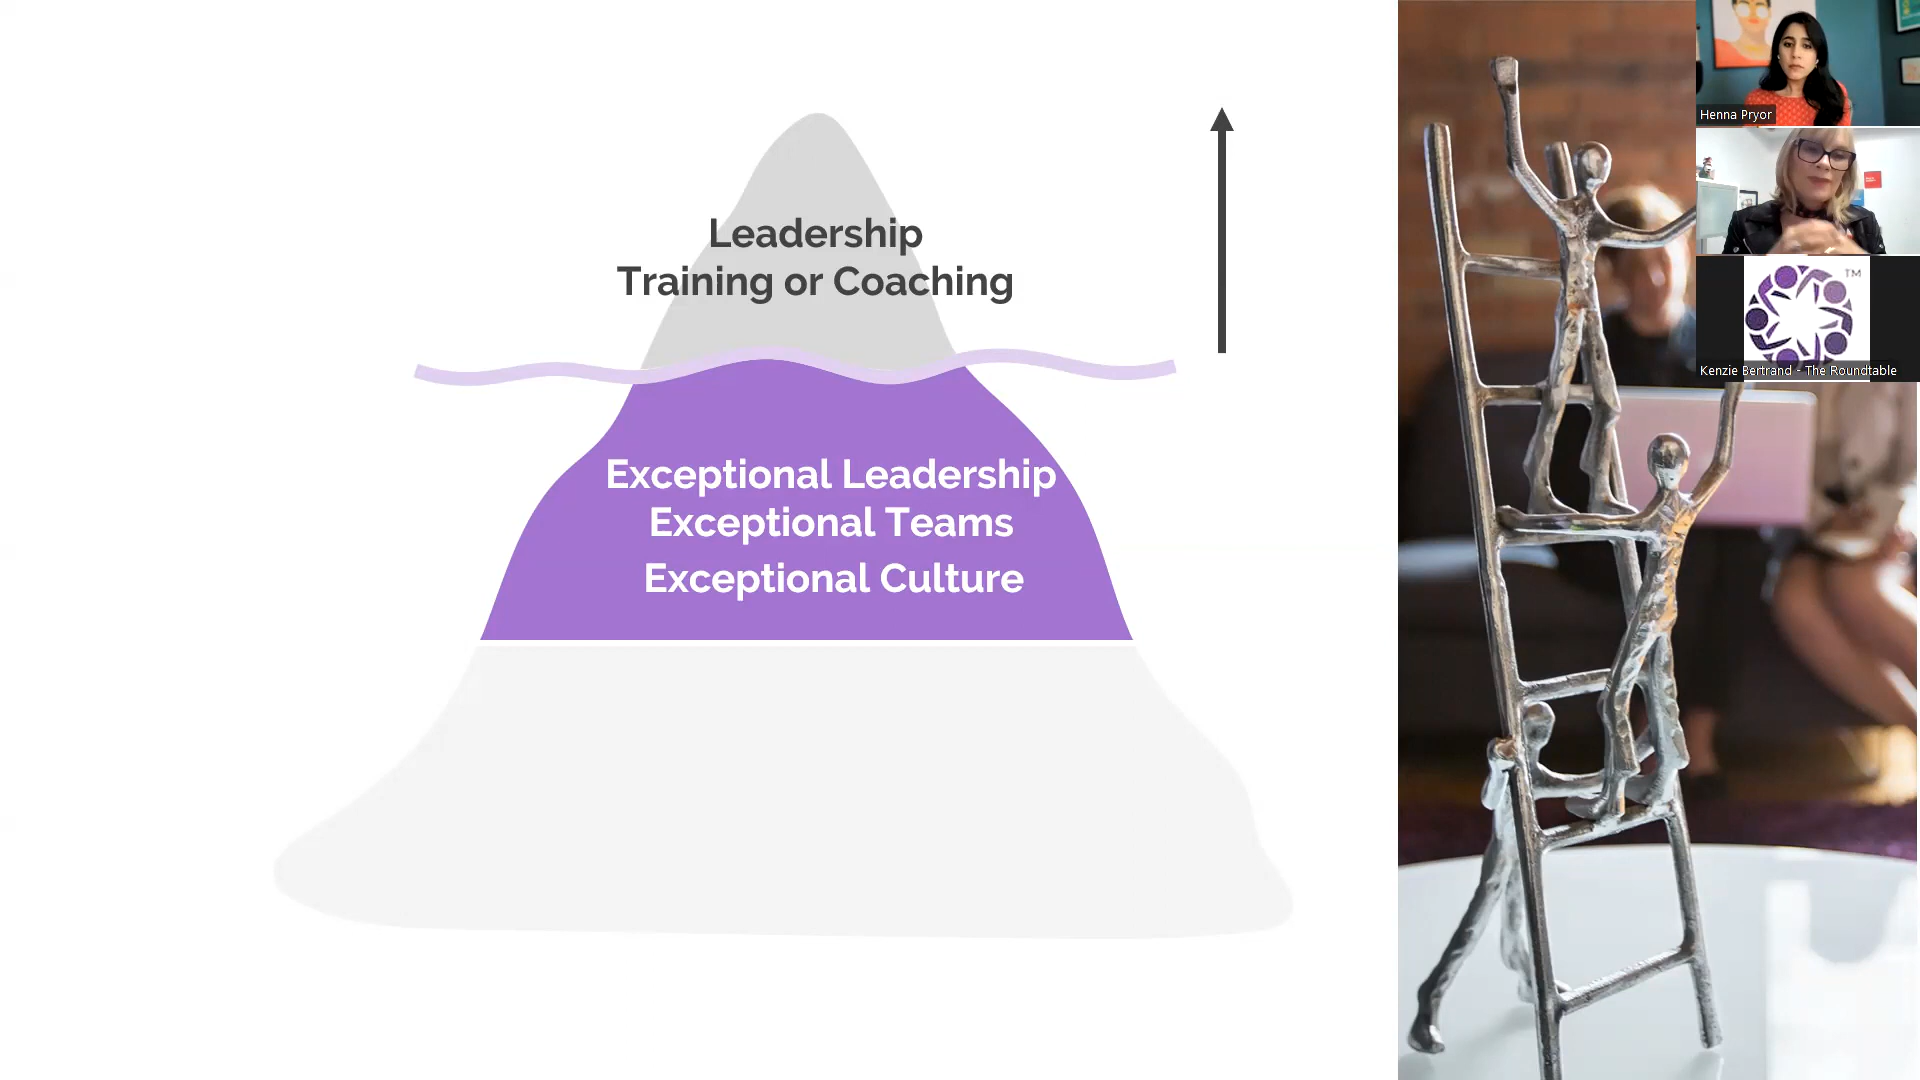 Leadership
Training or Coaching
Exceptional Leadership
Exceptional Teams
Exceptional Culture
Henna Pryor
TM
Kenzie Bertrand - The Roundtable